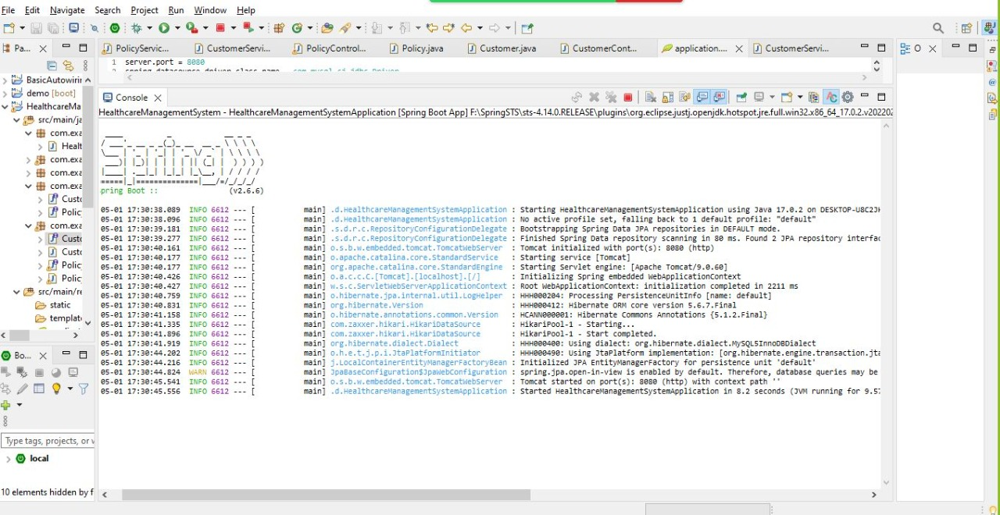 File Edit Navigate Search Project Run Window Help
Pa...
PolicyServic...
CustomerServi...
PolicyControl...
Policy.java
Customer.java
CustomerCont...
application....
CustomerServi...
O
1 server.port = 8080
BasicAutowirin
demo [boot]
HealthcareMa
src/main/ja
com.exa
Healt
com.exa
com.exa
com.exa
Custo
Polic
com.exa
Custo
Custo
Polic
Polic
src/main/re
static
template
Bo...
Type tags, projects, or w
local
10 elements hidden by f
Console
HealthcareManagementSystem - HealthcareManagementSystemApplication [Spring Boot App] F:\SpringSTS\sts-4.14.0.RELEASE\plugins\org.eclipse.justj.openjdk.hotspot.jre.full.win32.x86_64_17.0.2.v202202
Spring
pring Boot :: (v2.6.6)
05-01 17:30:38.089 INFO 6612 --- [ main] .d.HealthcareManagementSystemApplication : Starting HealthcareManagementSystemApplication using Java 17.0.2 on DESKTOP-U8C2JH
05-01 17:30:38.096 INFO 6612 --- [ main] .d.HealthcareManagementSystemApplication : No active profile set, falling back to 1 default profile: "default"
05-01 17:30:39.181 INFO 6612 --- [ main] .s.d.r.c.RepositoryConfigurationDelegate : Bootstrapping Spring Data JPA repositories in DEFAULT mode.
05-01 17:30:39.277 INFO 6612 --- [ main] .s.d.r.c.RepositoryConfigurationDelegate : Finished Spring Data repository scanning in 80 ms. Found 2 JPA repository interfac
05-01 17:30:40.161 INFO 6612 --- [ main] o.s.b.w.embedded.tomcat.TomcatWebServer : Tomcat initialized with port(s): 8080 (http)
05-01 17:30:40.177 INFO 6612 --- [ main] o.apache.catalina.core.StandardService : Starting service [Tomcat]
05-01 17:30:40.177 INFO 6612 --- [ main] org.apache.catalina.core.StandardEngine : Starting Servlet engine: [Apache Tomcat/9.0.60]
05-01 17:30:40.426 INFO 6612 --- [ main] o.a.c.c.C.[Tomcat].[localhost].[/] : Initializing Spring embedded WebApplicationContext
05-01 17:30:40.427 INFO 6612 --- [ main] w.s.c.ServletWebServerApplicationContext : Root WebApplicationContext: initialization completed in 2211 ms
05-01 17:30:40.759 INFO 6612 --- [ main] o.hibernate.jpa.internal.util.LogHelper : HHH000204: Processing PersistenceUnitInfo [name: default]
05-01 17:30:40.831 INFO 6612 --- [ main] org.hibernate.Version : HHH000412: Hibernate ORM core version 5.6.7.Final
05-01 17:30:41.158 INFO 6612 --- [ main] o.hibernate.annotations.common.Version : HCANN000001: Hibernate Commons Annotations {5.1.2.Final}
05-01 17:30:41.335 INFO 6612 --- [ main] com.zaxxer.hikari.HikariDataSource : HikariPool-1 - Starting...
05-01 17:30:41.896 INFO 6612 --- [ main] com.zaxxer.hikari.HikariDataSource : HikariPool-1 - Start completed.
05-01 17:30:41.919 INFO 6612 --- [ main] org.hibernate.dialect.Dialect : HHH000400: Using dialect: org.hibernate.dialect.MySQL5InnoDBDialect
05-01 17:30:44.202 INFO 6612 --- [ main] o.h.e.t.j.p.i.JtaPlatformInitiator : HHH000490: Using JtaPlatform implementation: [org.hibernate.engine.transaction.jta
05-01 17:30:44.216 INFO 6612 --- [ main] j.LocalContainerEntityManagerFactoryBean : Initialized JPA EntityManagerFactory for persistence unit 'default'
05-01 17:30:44.824 WARN 6612 --- [ main] JpaBaseConfiguration$JpaWebConfiguration : spring.jpa.open-in-view is enabled by default. Therefore, database queries may be
05-01 17:30:45.541 INFO 6612 --- [ main] o.s.b.w.embedded.tomcat.TomcatWebServer : Tomcat started on port(s): 8080 (http) with context path ''
05-01 17:30:45.556 INFO 6612 --- [ main] .d.HealthcareManagementSystemApplication : Started HealthcareManagementSystemApplication in 8.2 seconds (JVM running for 9.57